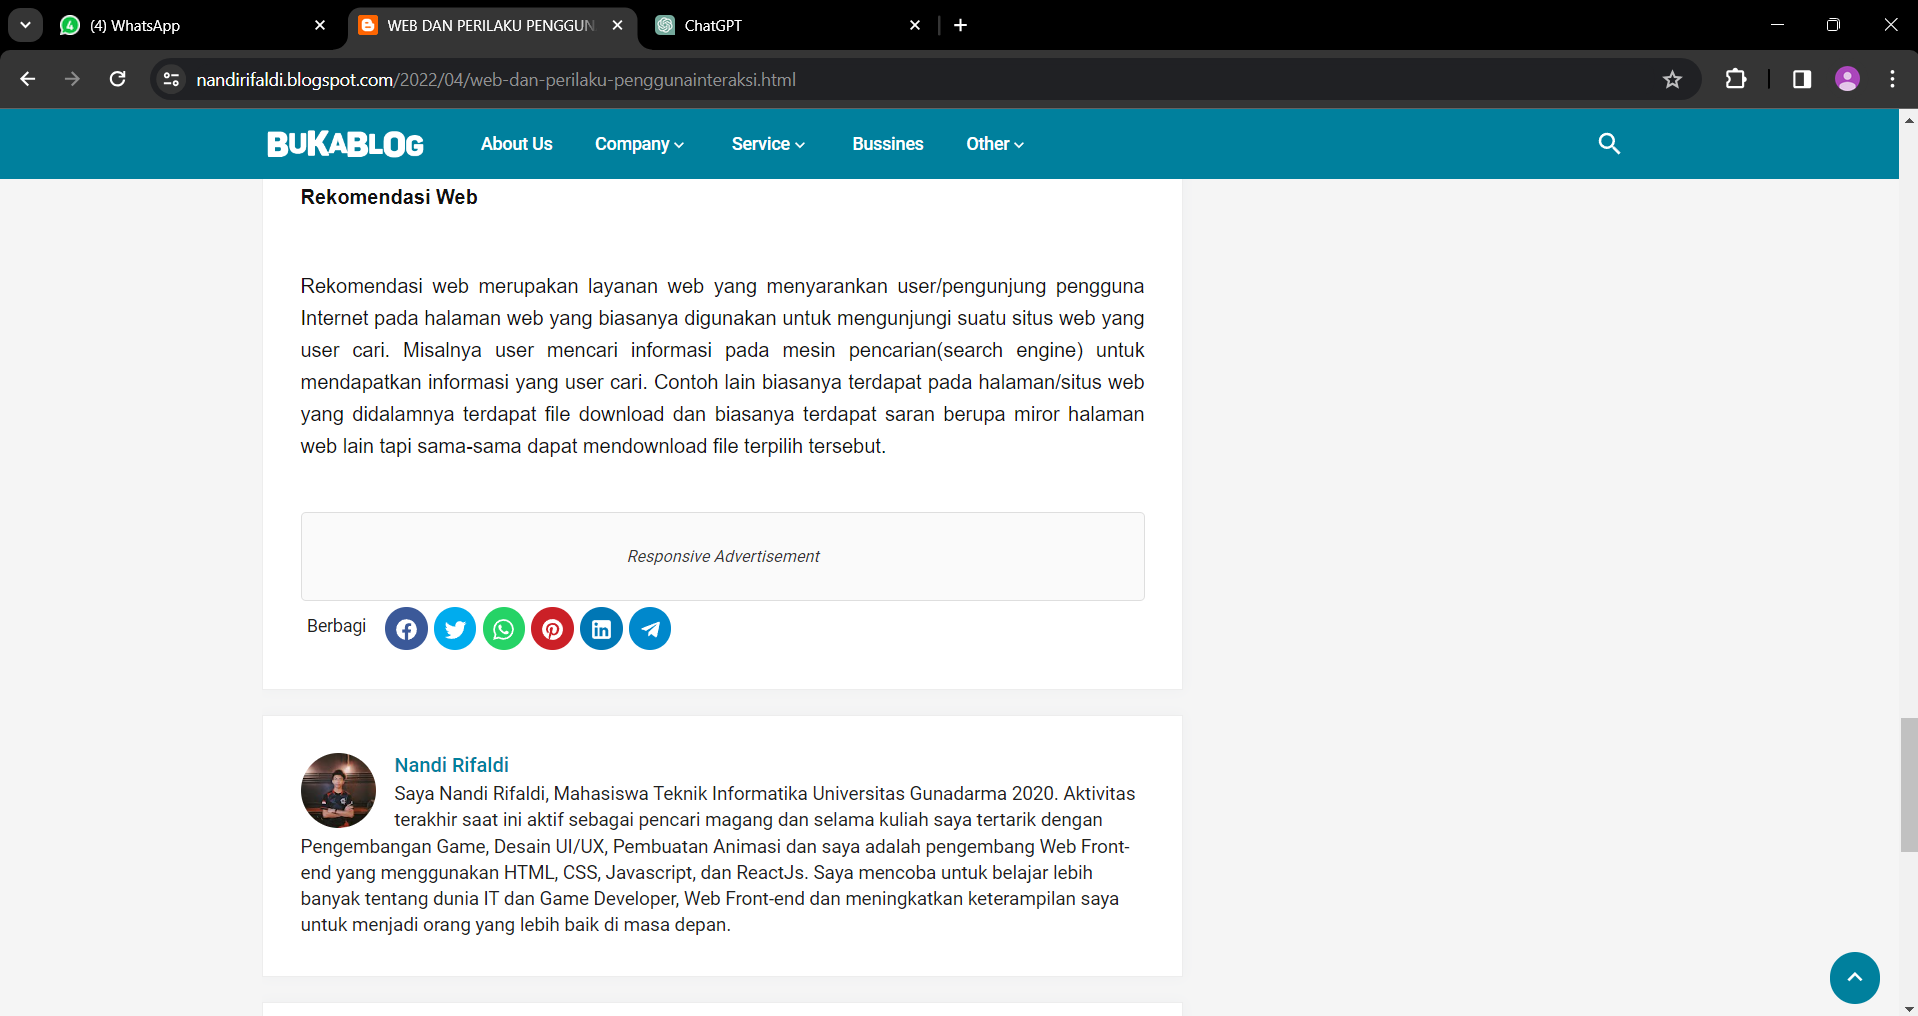 4 (4) WhatsApp
WEB DAN PERILAKU PENGGUN
ChatGPT
nandirifaldi.blogspot.com/2022/04/web-dan-perilaku-penggunainteraksi.html
BUKABLOG About Us Company Service Bussines Other
Rekomendasi Web
Rekomendasi web merupakan layanan web yang menyarankan user/pengunjung pengguna
Internet pada halaman web yang biasanya digunakan untuk mengunjungi suatu situs web yang
user cari. Misalnya user mencari informasi pada mesin pencarian(search engine) untuk
mendapatkan informasi yang user cari. Contoh lain biasanya terdapat pada halaman/situs web
yang didalamnya terdapat file download dan biasanya terdapat saran berupa miror halaman
web lain tapi sama-sama dapat mendownload file terpilih tersebut.
Responsive Advertisement
Berbagi
Nandi Rifaldi
Saya Nandi Rifaldi, Mahasiswa Teknik Informatika Universitas Gunadarma 2020. Aktivitas
terakhir saat ini aktif sebagai pencari magang dan selama kuliah saya tertarik dengan
Pengembangan Game, Desain UI/UX, Pembuatan Animasi dan saya adalah pengembang Web Front-
end yang menggunakan HTML, CSS, Javascript, dan ReactJs. Saya mencoba untuk belajar lebih
banyak tentang dunia IT dan Game Developer, Web Front-end dan meningkatkan keterampilan saya
untuk menjadi orang yang lebih baik di masa depan.